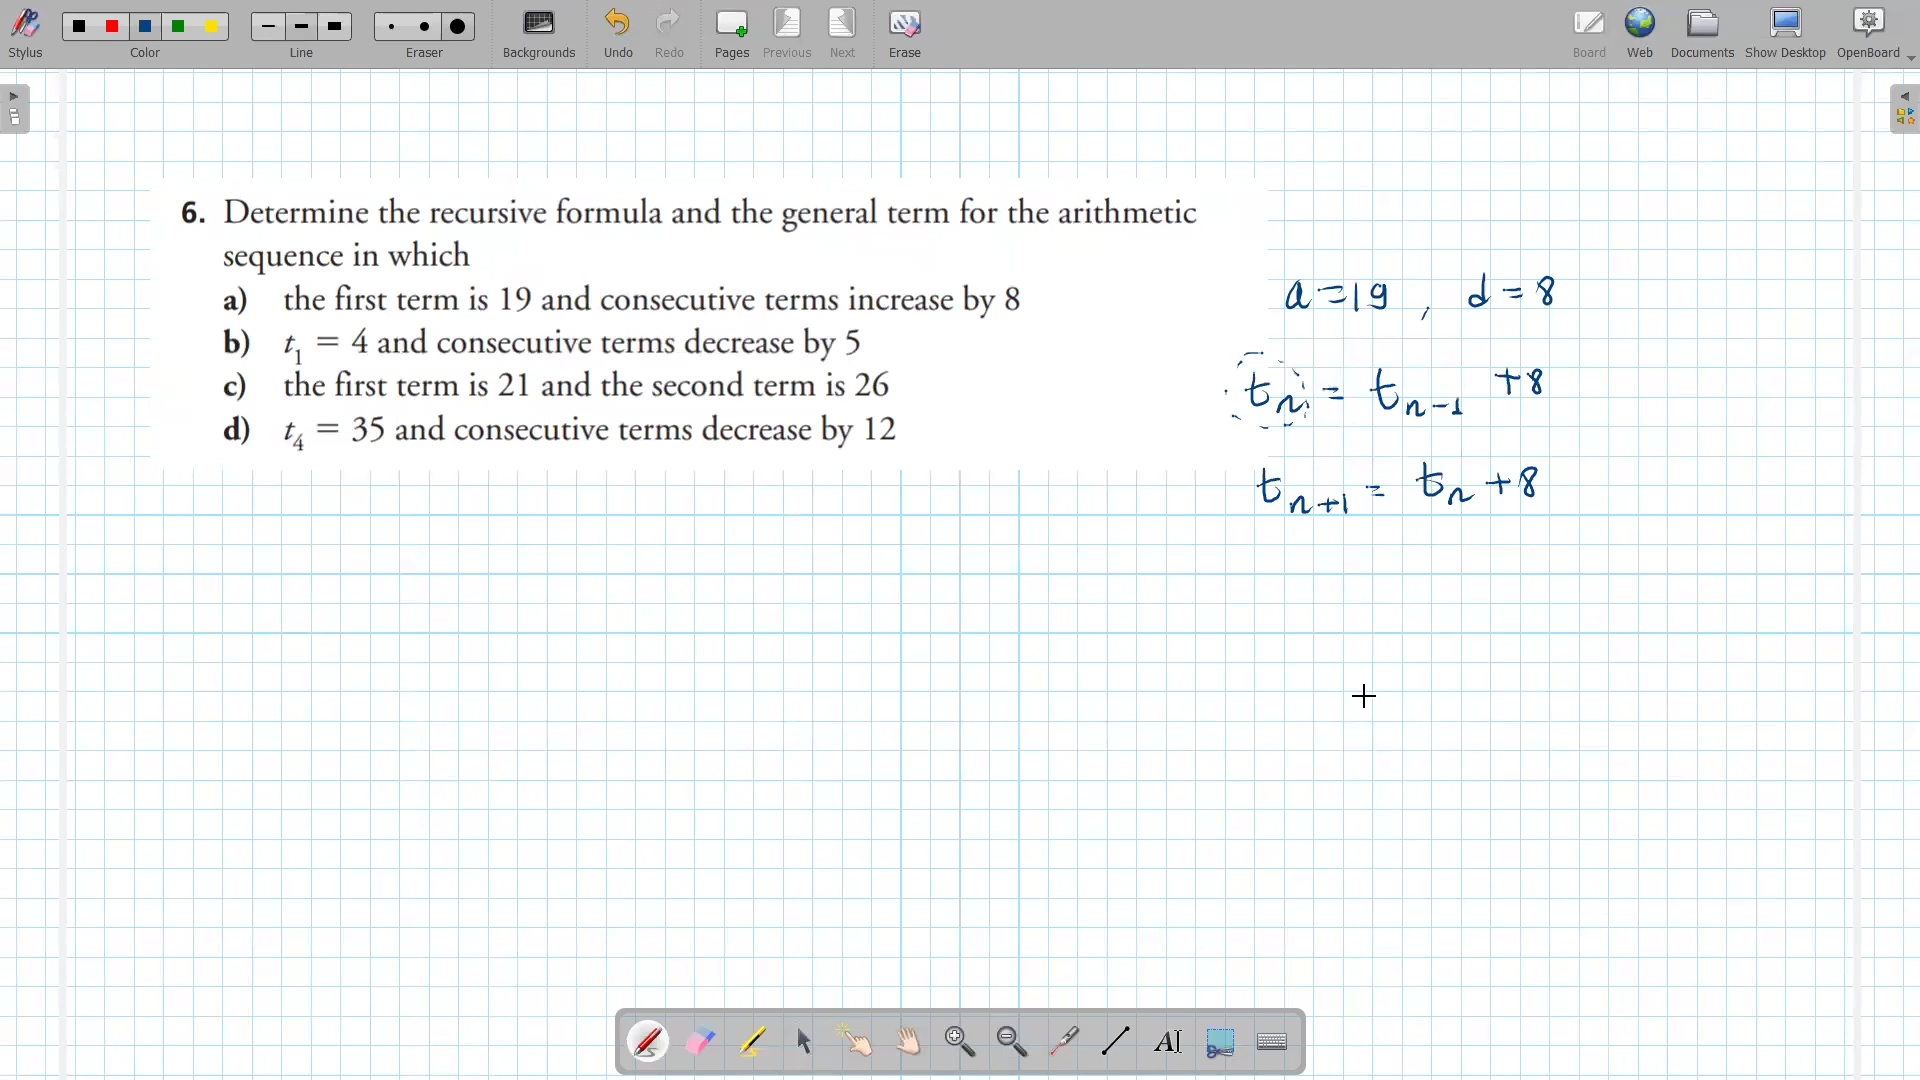 Stylus Color Line Eraser Backgrounds Undo Redo Pages Previous Next Erase Board Web Documents Show Desktop OpenBoard
6. Determine the recursive formula and the general term for the arithmetic
sequence in which
a) the first term is 19 and consecutive terms increase by 8
b) t₁ = 4 and consecutive terms decrease by 5
c) the first term is 21 and the second term is 26
d) t₄ = 35 and consecutive terms decrease by 12
a = 19 , d = 8
tₙ = tₙ₋₁ + 8
tₙ₊₁ = tₙ + 8